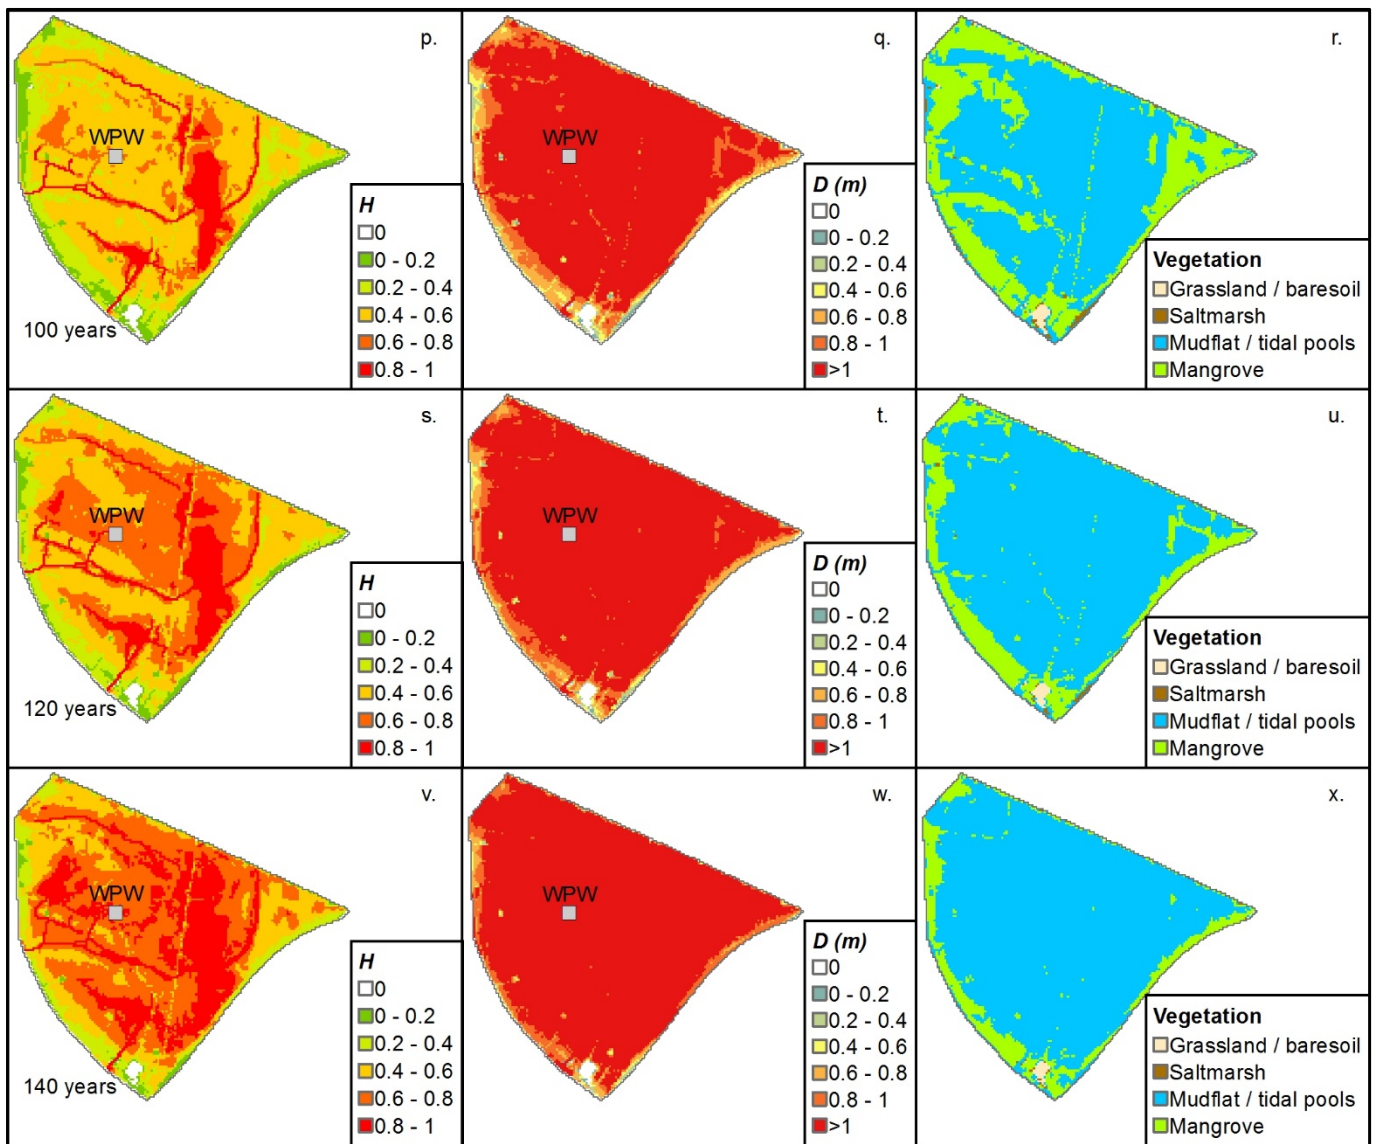 p.
WPW
H
0
0 - 0.2
0.2 - 0.4
0.4 - 0.6
0.6 - 0.8
0.8 - 1
100 years
q.
WPW
D (m)
0
0 - 0.2
0.2 - 0.4
0.4 - 0.6
0.6 - 0.8
0.8 - 1
>1
r.
Vegetation
Grassland / baresoil
Saltmarsh
Mudflat / tidal pools
Mangrove
s.
WPW
H
0
0 - 0.2
0.2 - 0.4
0.4 - 0.6
0.6 - 0.8
0.8 - 1
120 years
t.
WPW
D (m)
0
0 - 0.2
0.2 - 0.4
0.4 - 0.6
0.6 - 0.8
0.8 - 1
>1
u.
Vegetation
Grassland / baresoil
Saltmarsh
Mudflat / tidal pools
Mangrove
v.
WPW
H
0
0 - 0.2
0.2 - 0.4
0.4 - 0.6
0.6 - 0.8
0.8 - 1
140 years
w.
WPW
D (m)
0
0 - 0.2
0.2 - 0.4
0.4 - 0.6
0.6 - 0.8
0.8 - 1
>1
x.
Vegetation
Grassland / baresoil
Saltmarsh
Mudflat / tidal pools
Mangrove